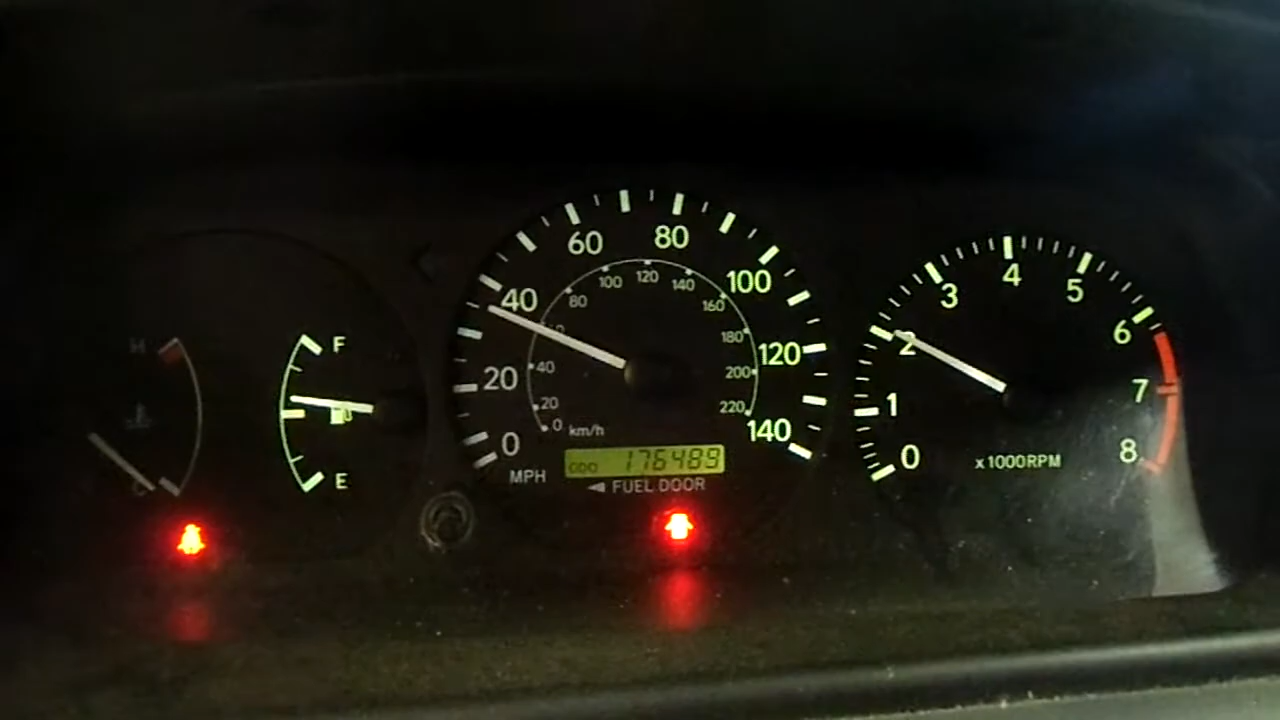 H
C
F
E
0 20 40 60 80 100 120 140
0 20 40 60 80 100 120 140 160 180 200 220
km/h
MPH
ODO 176489
◄ FUEL DOOR
0 1 2 3 4 5 6 7 8
x1000RPM